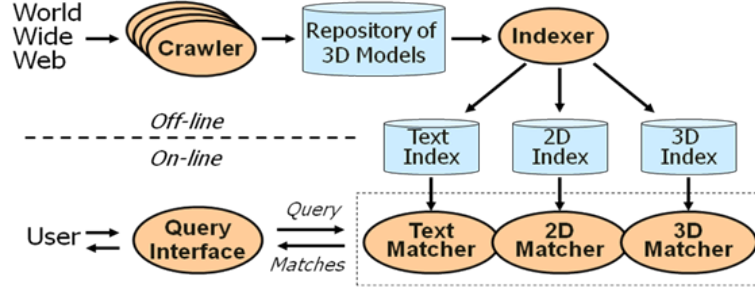 World
Wide
Web
Crawler
Repository of
3D Models
Indexer
Off-line
On-line
Text
Index
2D
Index
3D
Index
User
Query
Interface
Query
Matches
Text
Matcher
2D
Matcher
3D
Matcher